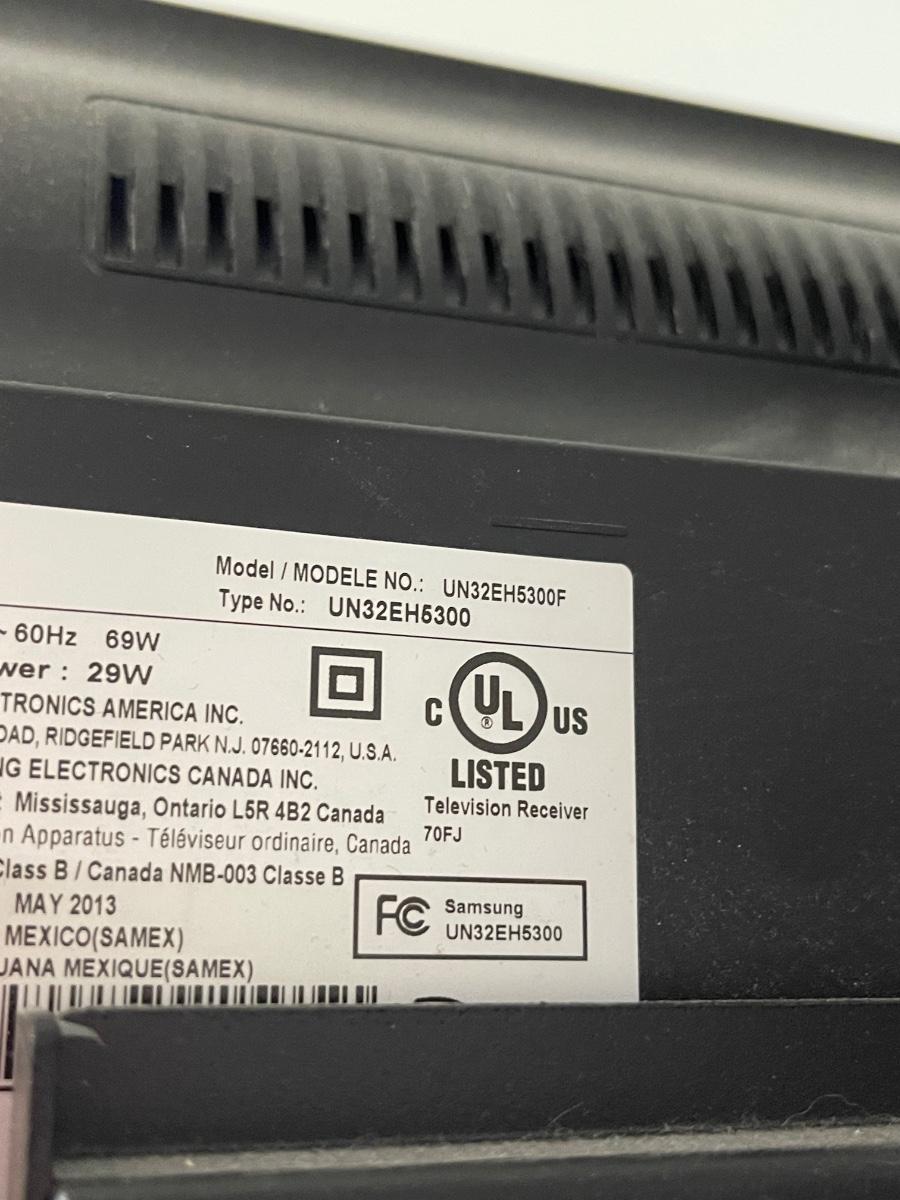 Model / MODELE NO.: UN32EH5300F
Type No.: UN32EH5300
~ 60Hz 69W
wer : 29W
TRONICS AMERICA INC.
OAD, RIDGEFIELD PARK N.J. 07660-2112, U.S.A.
NG ELECTRONICS CANADA INC.
Mississauga, Ontario L5R 4B2 Canada
on Apparatus - Téléviseur ordinaire, Canada
Class B / Canada NMB-003 Classe B
MAY 2013
MEXICO(SAMEX)
JUANA MEXIQUE(SAMEX)
C UL ® US
LISTED
Television Receiver
70FJ
FC Samsung
UN32EH5300